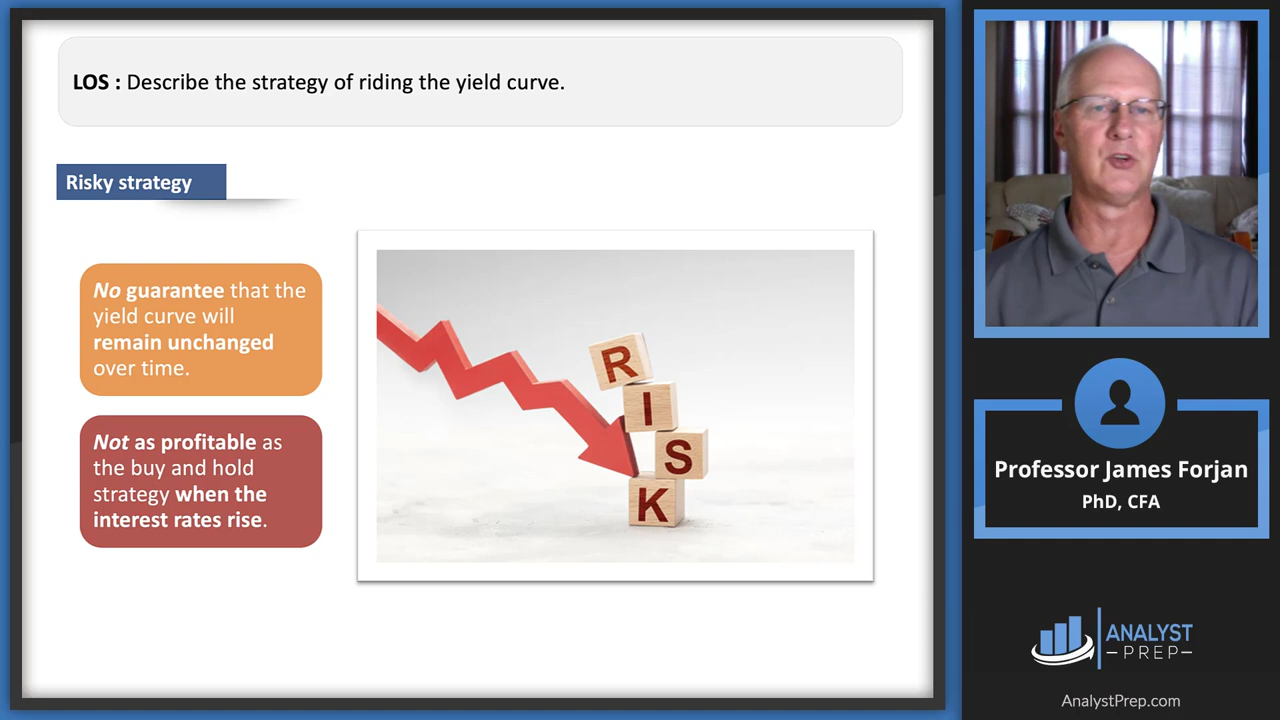 LOS : Describe the strategy of riding the yield curve.
Risky strategy
No guarantee that the
yield curve will
remain unchanged
over time.
Not as profitable as
the buy and hold
strategy when the
interest rates rise.
R
I
S
K
Professor James Forjan
PhD, CFA
ANALYST
PREP
AnalystPrep.com